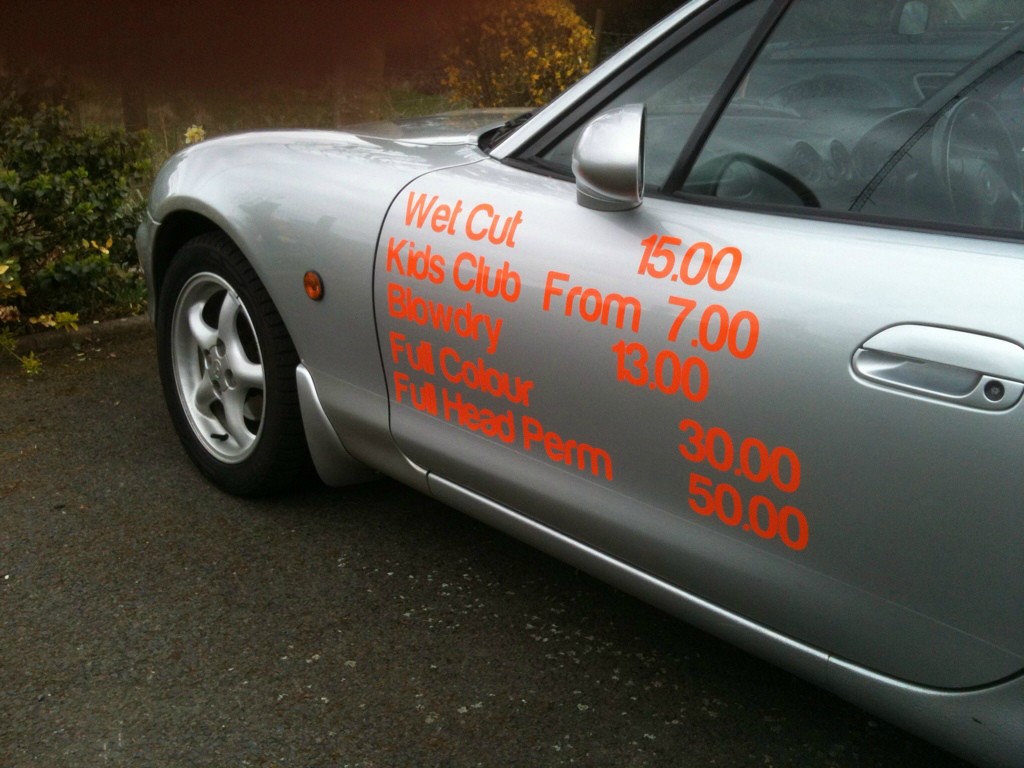 Wet Cut 15.00
Kids Club From 7.00
Blowdry 13.00
Full Colour 30.00
Full Head Perm 50.00